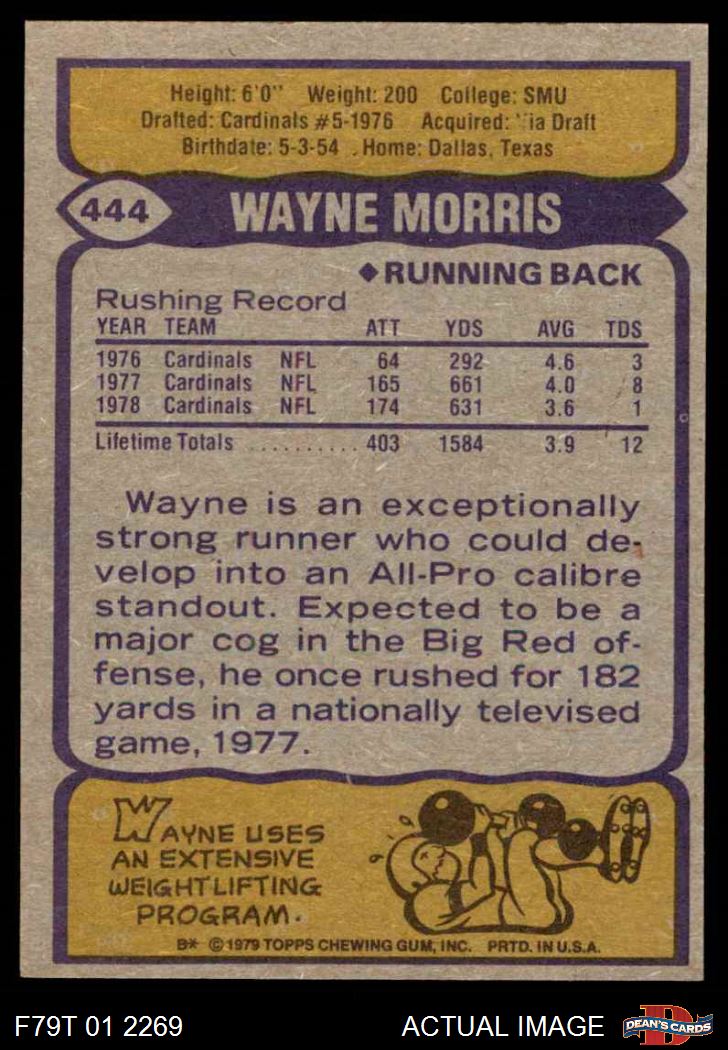 Height: 6'0" Weight: 200 College: SMU
Drafted: Cardinals #5-1976 Acquired: Via Draft
Birthdate: 5-3-54 . Home: Dallas, Texas
444 WAYNE MORRIS
◆RUNNING BACK
Rushing Record
YEAR TEAM ATT YDS AVG TDS
1976 Cardinals NFL 64 292 4.6 3
1977 Cardinals NFL 165 661 4.0 8
1978 Cardinals NFL 174 631 3.6 1
Lifetime Totals .......... 403 1584 3.9 12
Wayne is an exceptionally
strong runner who could de-
velop into an All-Pro calibre
standout. Expected to be a
major cog in the Big Red of-
fense, he once rushed for 182
yards in a nationally televised
game, 1977.
WAYNE USES
AN EXTENSIVE
WEIGHTLIFTING
PROGRAM.
B* © 1979 TOPPS CHEWING GUM, INC. PRTD. IN U.S.A.
F79T 01 2269 ACTUAL IMAGE D DEAN'S CARDS